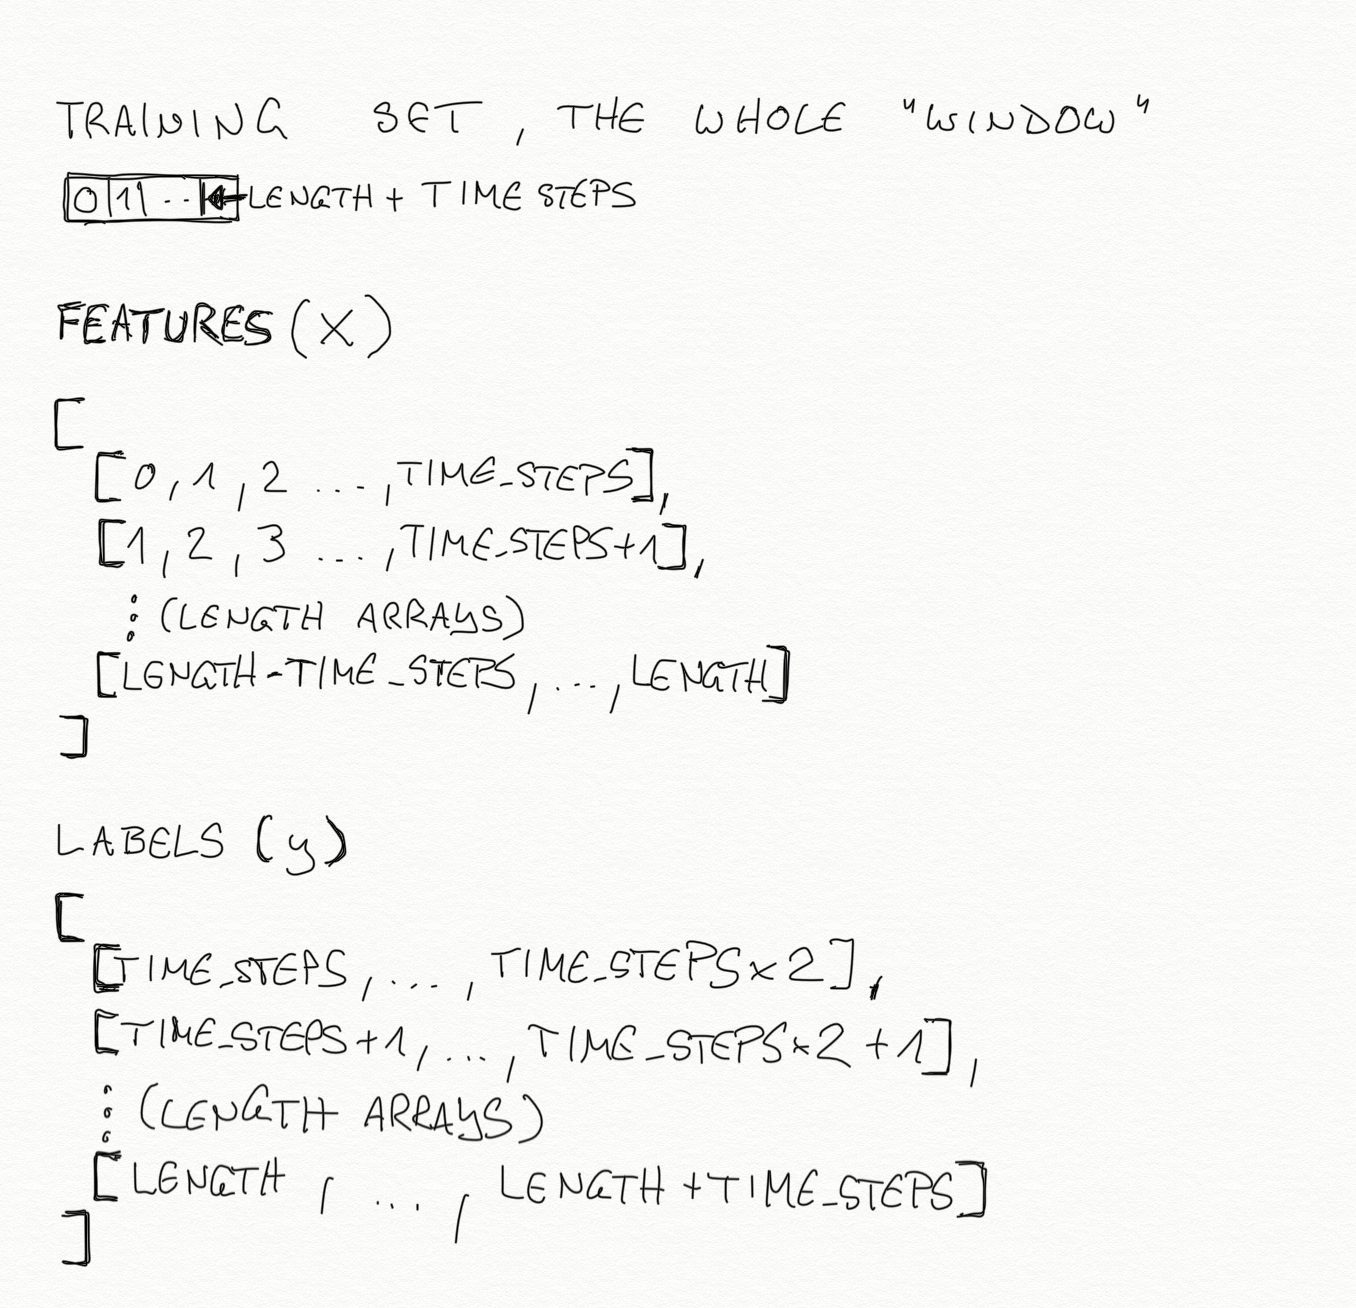 TRAINING SET, THE WHOLE "WINDOW"
0 1 .. LENGTH + TIME STEPS
FEATURES (X)
[
[0, 1, 2 ..., TIME_STEPS],
[1, 2, 3 ..., TIME_STEPS+1],
⋮ (LENGTH ARRAYS)
[LENGTH-TIME_STEPS, ..., LENGTH]
]
LABELS (y)
[
[TIME_STEPS, ..., TIME_STEPS×2],
[TIME_STEPS+1, ..., TIME_STEPS×2+1],
⋮ (LENGTH ARRAYS)
[LENGTH, ..., LENGTH+TIME_STEPS]
]